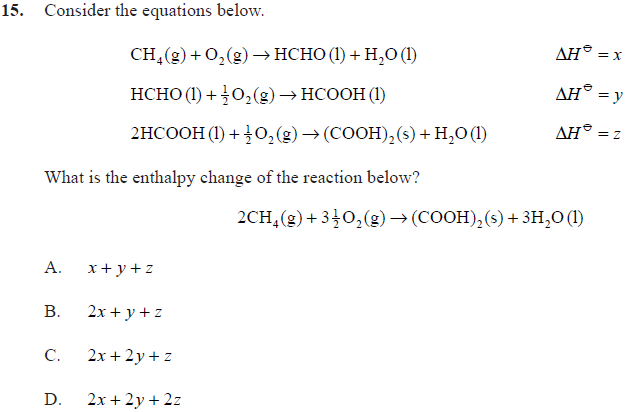 15. Consider the equations below.
CH₄(g) + O₂(g) → HCHO(l) + H₂O(l) ΔH⦵ = x
HCHO(l) + ½O₂(g) → HCOOH(l) ΔH⦵ = y
2HCOOH(l) + ½O₂(g) → (COOH)₂(s) + H₂O(l) ΔH⦵ = z
What is the enthalpy change of the reaction below?
2CH₄(g) + 3½O₂(g) → (COOH)₂(s) + 3H₂O(l)
A. x + y + z
B. 2x + y + z
C. 2x + 2y + z
D. 2x + 2y + 2z